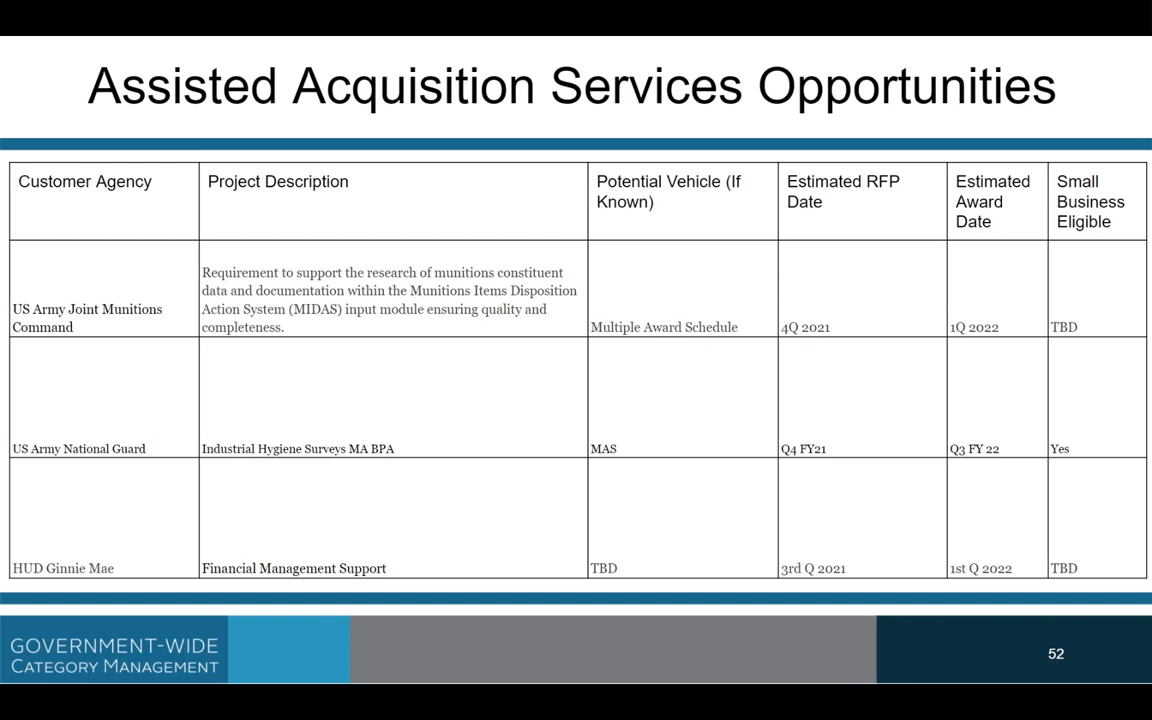 Assisted Acquisition Services Opportunities
Customer Agency
Project Description
Potential Vehicle (If
Known)
Estimated RFP
Date
Estimated
Award
Date
Small
Business
Eligible
US Army Joint Munitions
Command
Requirement to support the research of munitions constituent
data and documentation within the Munitions Items Disposition
Action System (MIDAS) input module ensuring quality and
completeness.
Multiple Award Schedule
4Q 2021
1Q 2022
TBD
US Army National Guard
Industrial Hygiene Surveys MA BPA
MAS
Q4 FY21
Q3 FY 22
Yes
HUD Ginnie Mae
Financial Management Support
TBD
3rd Q 2021
1st Q 2022
TBD
GOVERNMENT-WIDE
CATEGORY MANAGEMENT
52